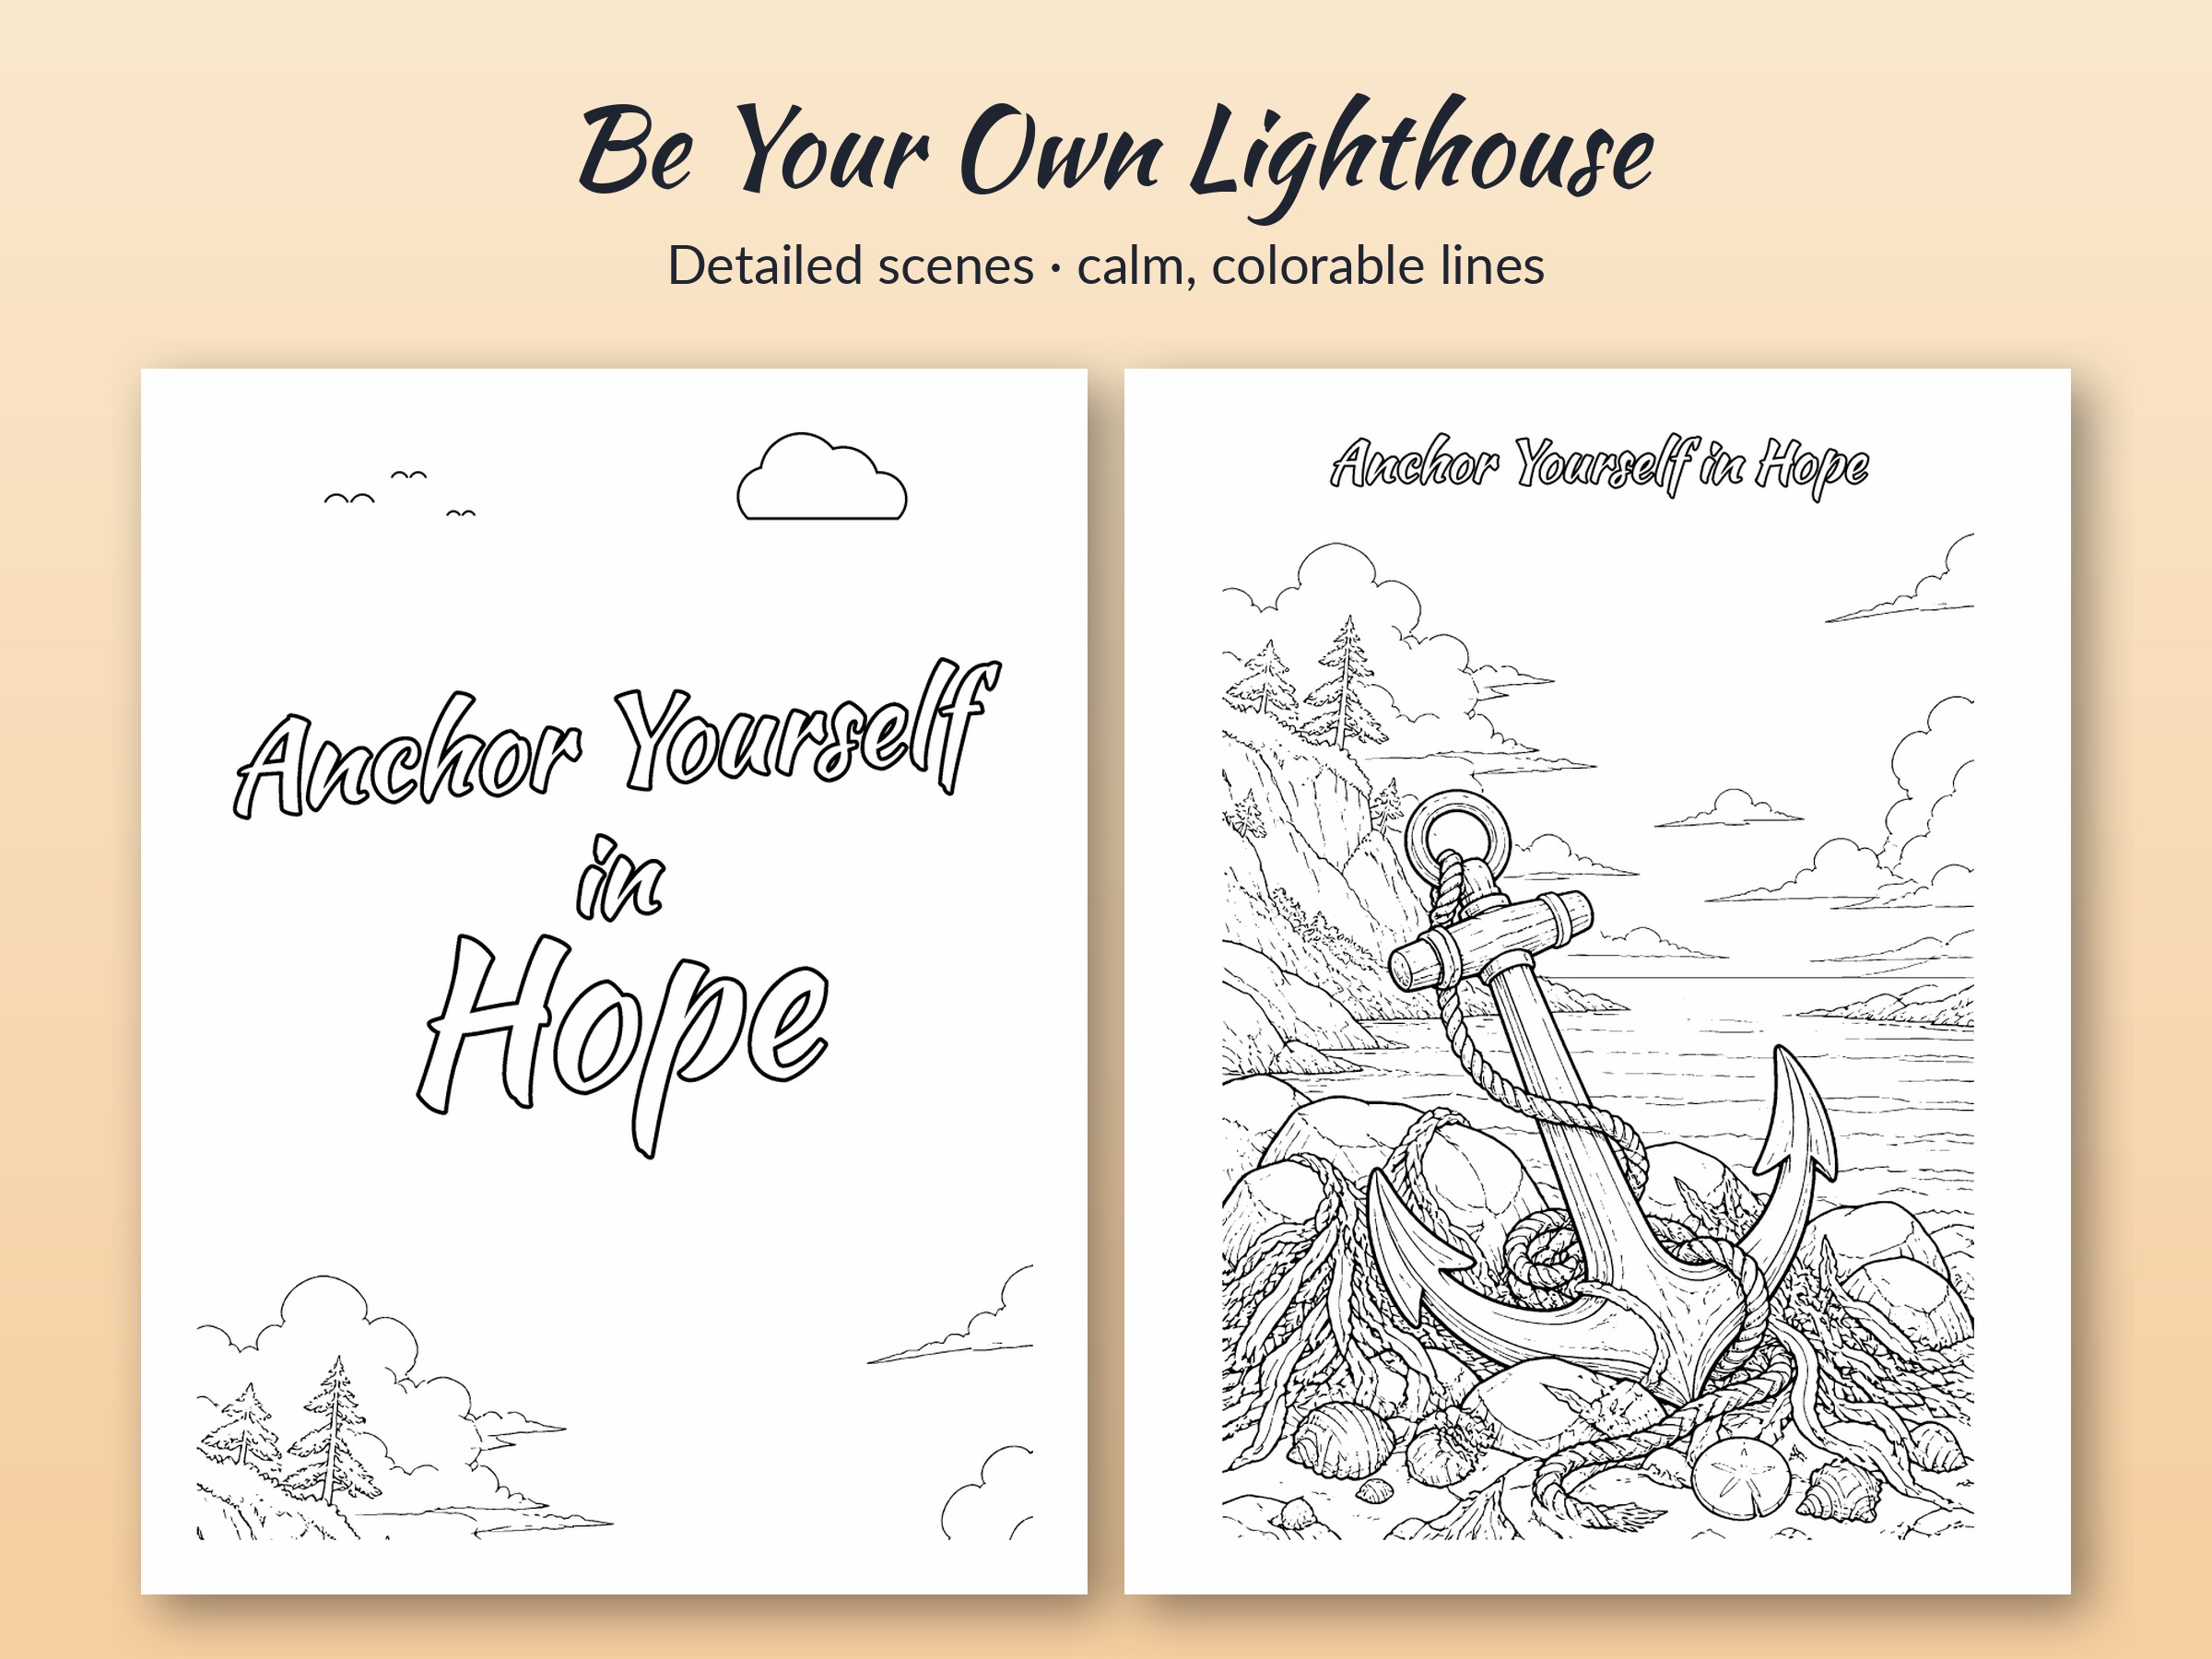 Be Your Own Lighthouse
Detailed scenes · calm, colorable lines
Anchor Yourself
in
Hope
Anchor Yourself in Hope